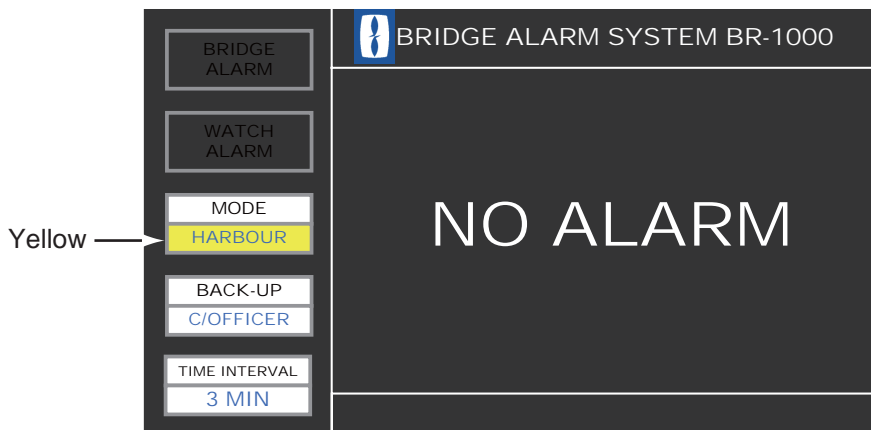 BRIDGE ALARM SYSTEM BR-1000
BRIDGE
ALARM
WATCH
ALARM
MODE
HARBOUR
Yellow
BACK-UP
C/OFFICER
TIME INTERVAL
3 MIN
NO ALARM